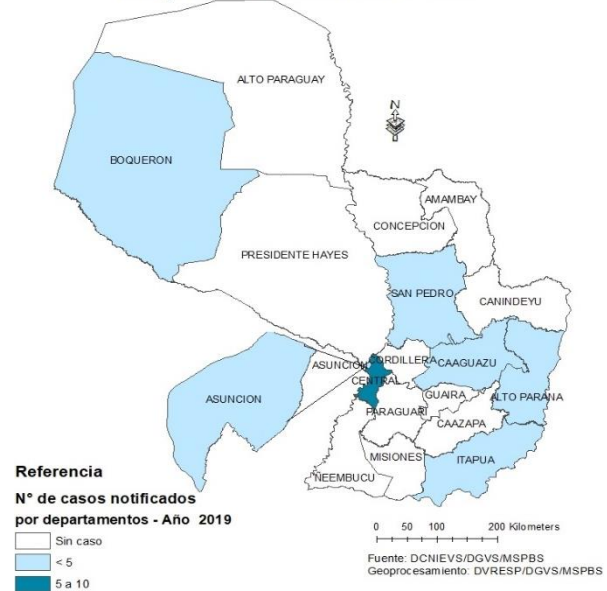 ALTO PARAGUAY
N
BOQUERON
AMAMBAY
CONCEPCION
PRESIDENTE HAYES
SAN PEDRO
CANINDEYU
ASUNCION
CORDILLERA
CAAGUAZU
CENTRAL
ASUNCION
GUAIRA
ALTO PARANA
PARAGUARI
CAAZAPA
MISIONES
ITAPUA
ÑEEMBUCU
Referencia
N° de casos notificados
por departamentos - Año 2019
Sin caso
< 5
5 a 10
0 50 100 200 Kilometers
Fuente: DCNIEVS/DGVS/MSPBS
Geoprocesamiento: DVRESP/DGVS/MSPBS